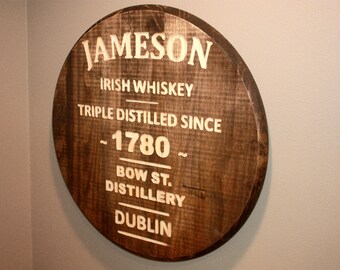 JAMESON
IRISH WHISKEY
TRIPLE DISTILLED SINCE
~ 1780 ~
BOW ST.
DISTILLERY
DUBLIN